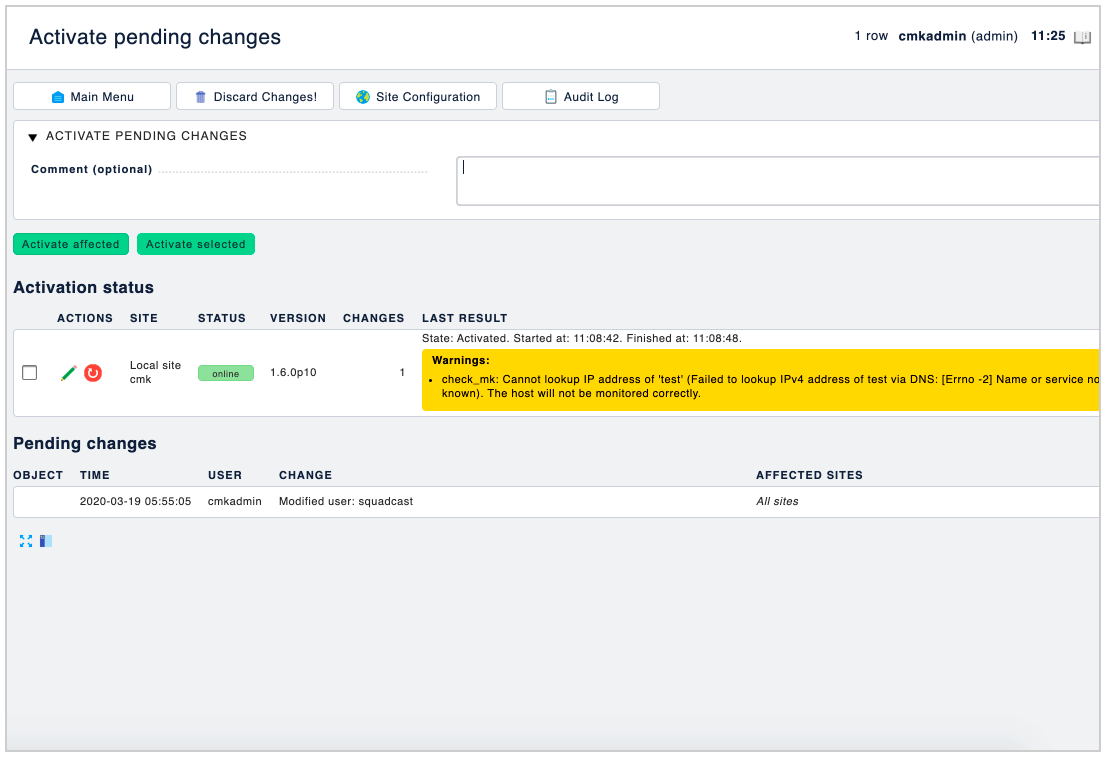 Activate pending changes
1 row cmkadmin (admin) 11:25
Main Menu Discard Changes! Site Configuration Audit Log
ACTIVATE PENDING CHANGES
Comment (optional)
Activate affected Activate selected
Activation status
ACTIONS SITE STATUS VERSION CHANGES LAST RESULT
State: Activated. Started at: 11:08:42. Finished at: 11:08:48.
Local site
cmk
online 1.6.0p10 1
Warnings:
• check_mk: Cannot lookup IP address of 'test' (Failed to lookup IPv4 address of test via DNS: [Errno -2] Name or service no
known). The host will not be monitored correctly.
Pending changes
OBJECT TIME USER CHANGE AFFECTED SITES
2020-03-19 05:55:05 cmkadmin Modified user: squadcast All sites